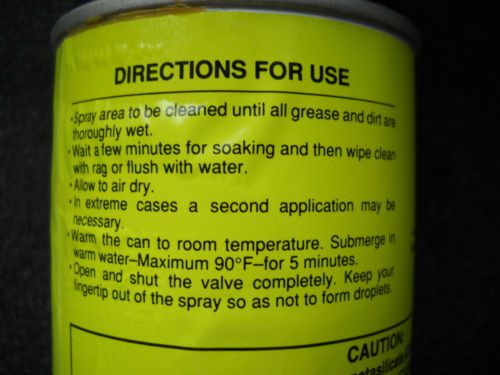 DIRECTIONS FOR USE
•Spray area to be cleaned until all grease and dirt are
thoroughly wet.
•Wait a few minutes for soaking and then wipe clean
with rag or flush with water.
•Allow to air dry.
•In extreme cases a second application may be
necessary.
•Warm the can to room temperature. Submerge in
warm water–Maximum 90°F–for 5 minutes.
•Open and shut the valve completely. Keep your
fingertip out of the spray so as not to form droplets.
CAUTION: